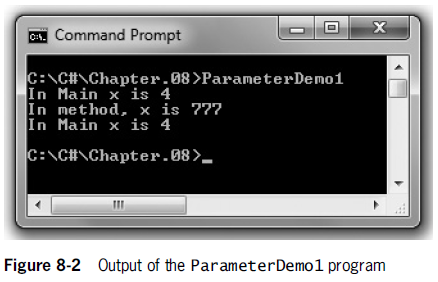 Command Prompt
C:\C#\Chapter.08>ParameterDemo1
In Main x is 4
In method, x is 777
In Main x is 4
C:\C#\Chapter.08>_
Figure 8-2 Output of the ParameterDemo1 program